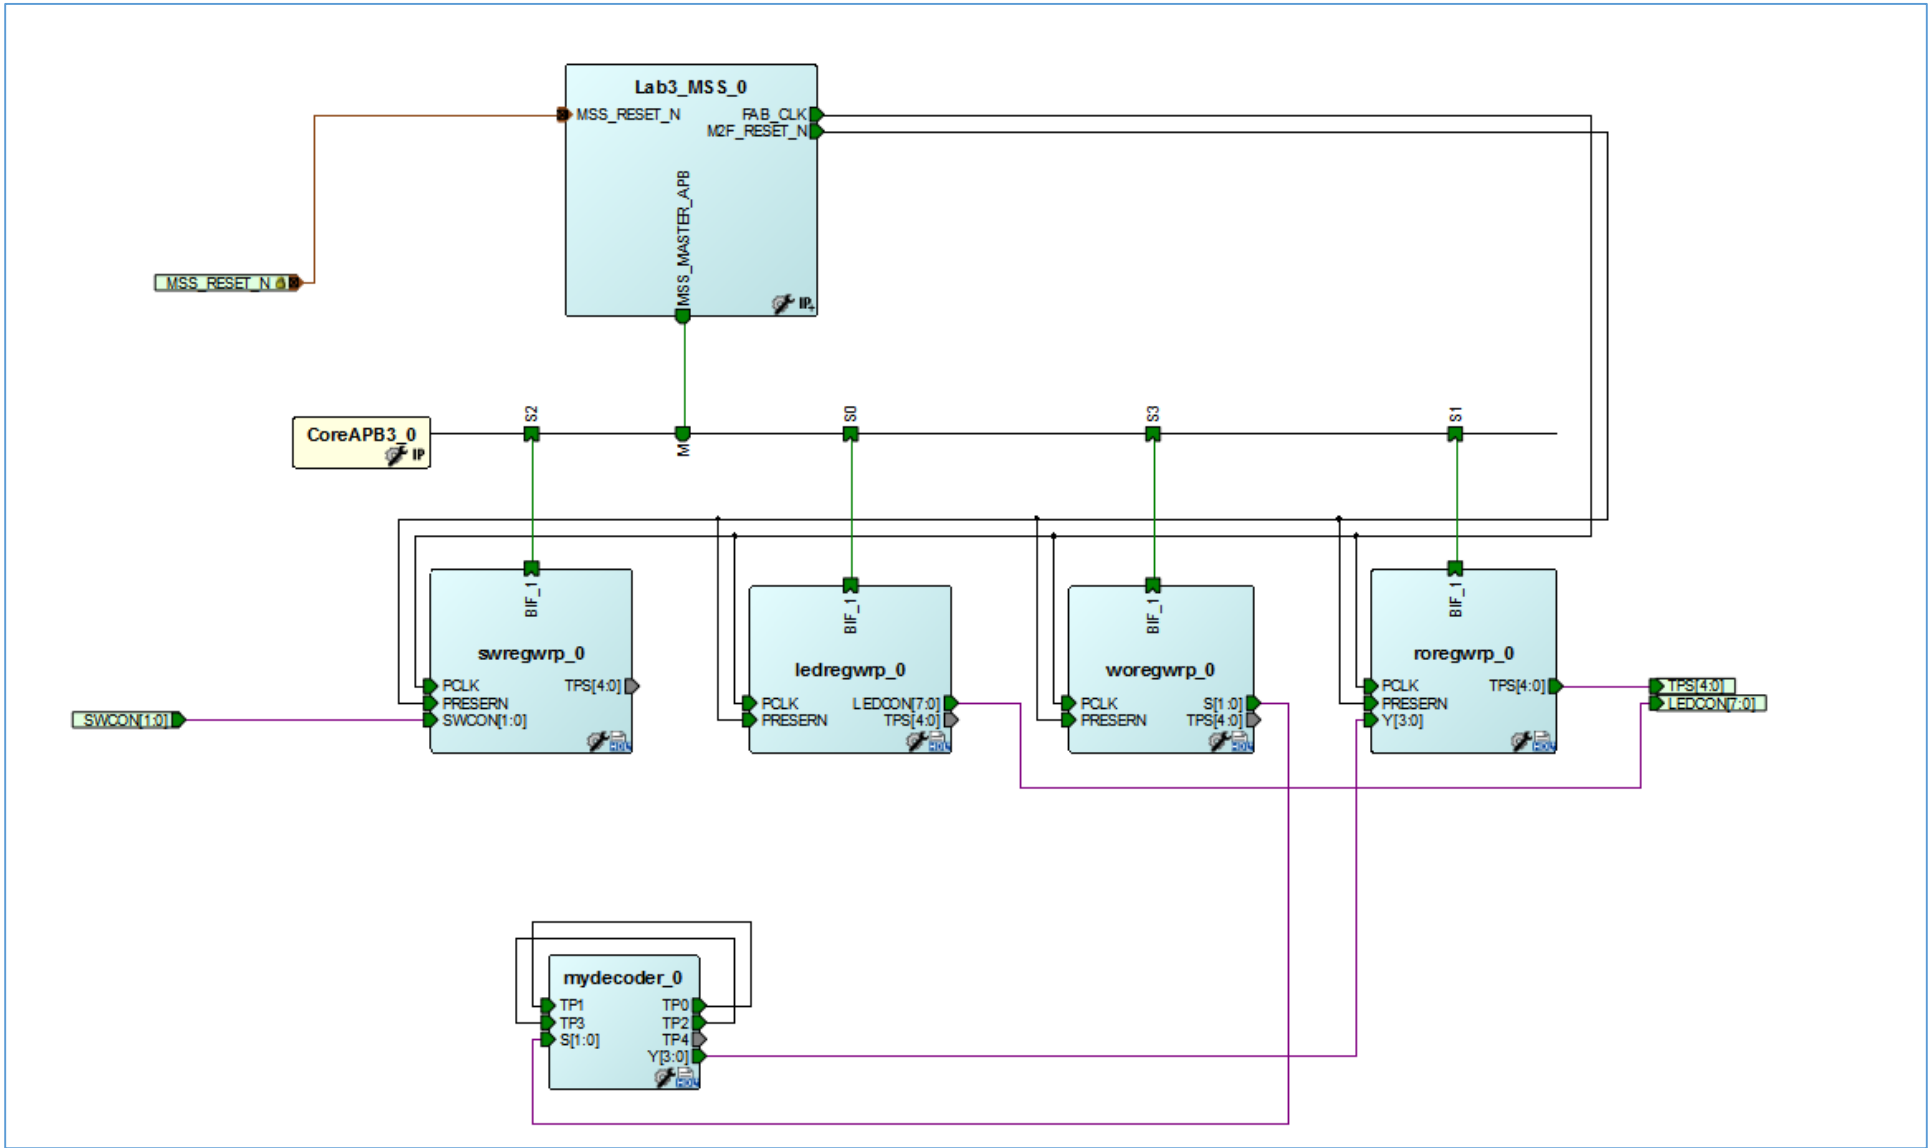 Lab3_MSS_0
MSS_RESET_N
FAB_CLK
M2F_RESET_N
MSS_MASTER_APB
IP
MSS_RESET_N
CoreAPB3_0
IP
S2
M
S0
S3
S1
BIF_1
swregwrp_0
PCLK
TPS[4:0]
PRESERN
SWCON[1:0]
SWCON[1:0]
BIF_1
ledregwrp_0
PCLK
LEDCON[7:0]
PRESERN
TPS[4:0]
BIF_1
woregwrp_0
PCLK
S[1:0]
PRESERN
TPS[4:0]
BIF_1
roregwrp_0
PCLK
TPS[4:0]
PRESERN
Y[3:0]
TPS[4:0]
LEDCON[7:0]
mydecoder_0
TP1
TP0
TP3
TP2
S[1:0]
TP4
Y[3:0]